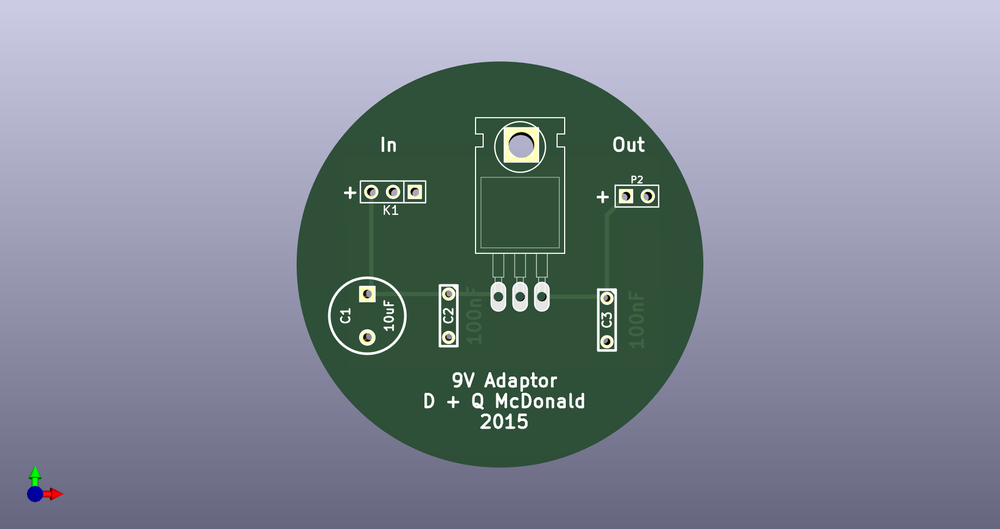 In
Out
P2
+
+
K1
C1
10uF
C2
100nF
C3
100nF
9V Adaptor
D + Q McDonald
2015